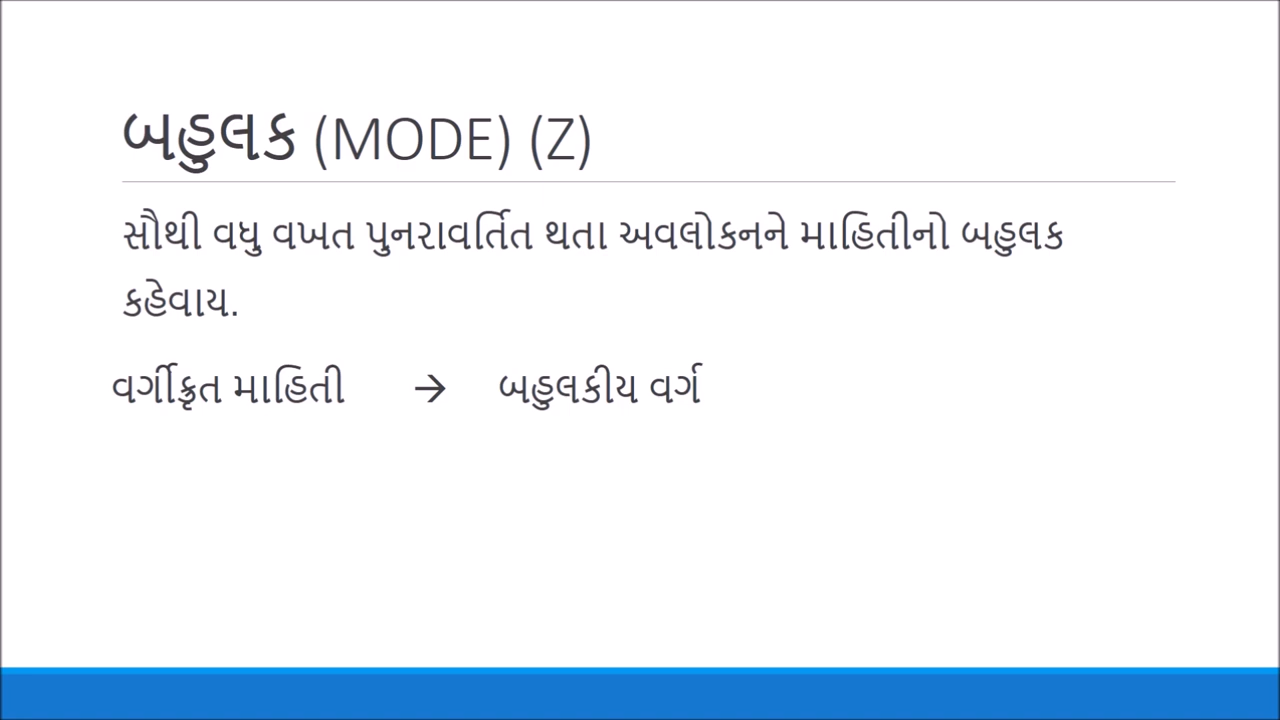 બહુલક (MODE) (Z)
સૌથી વધુ વખત પુનરાવર્તિત થતા અવલોકનને માહિતીનો બહુલક
કહેવાય.
વર્ગીકૃત માહિતી → બહુલકીય વર્ગ